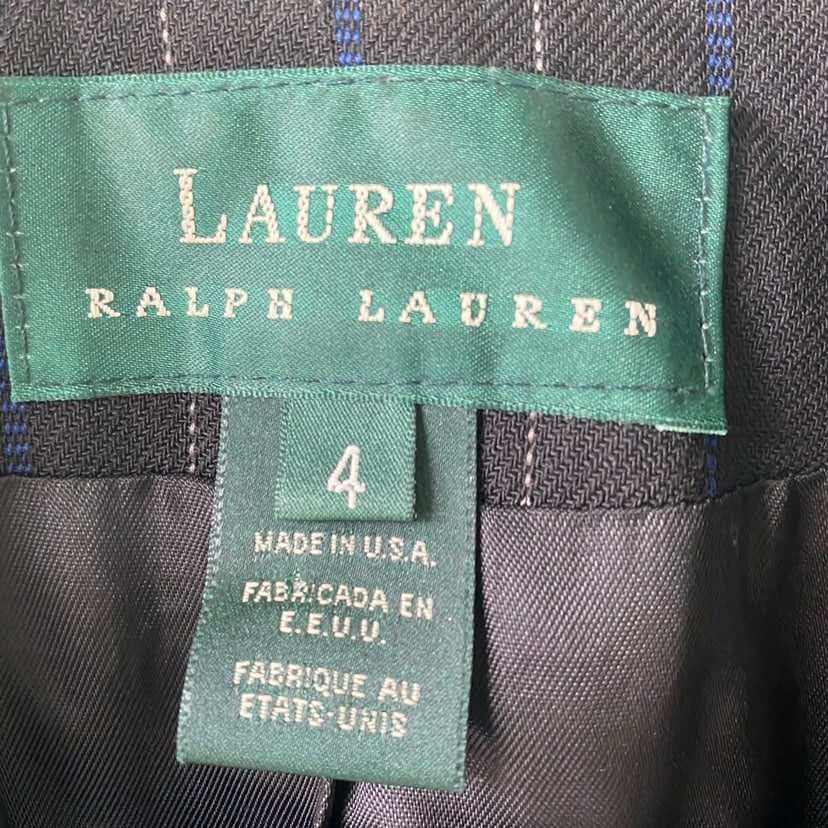 LAUREN
RALPH LAUREN
4
MADE IN U.S.A.
FABRICADA EN
E.E.U.U.
FABRIQUE AU
ETATS-UNIS